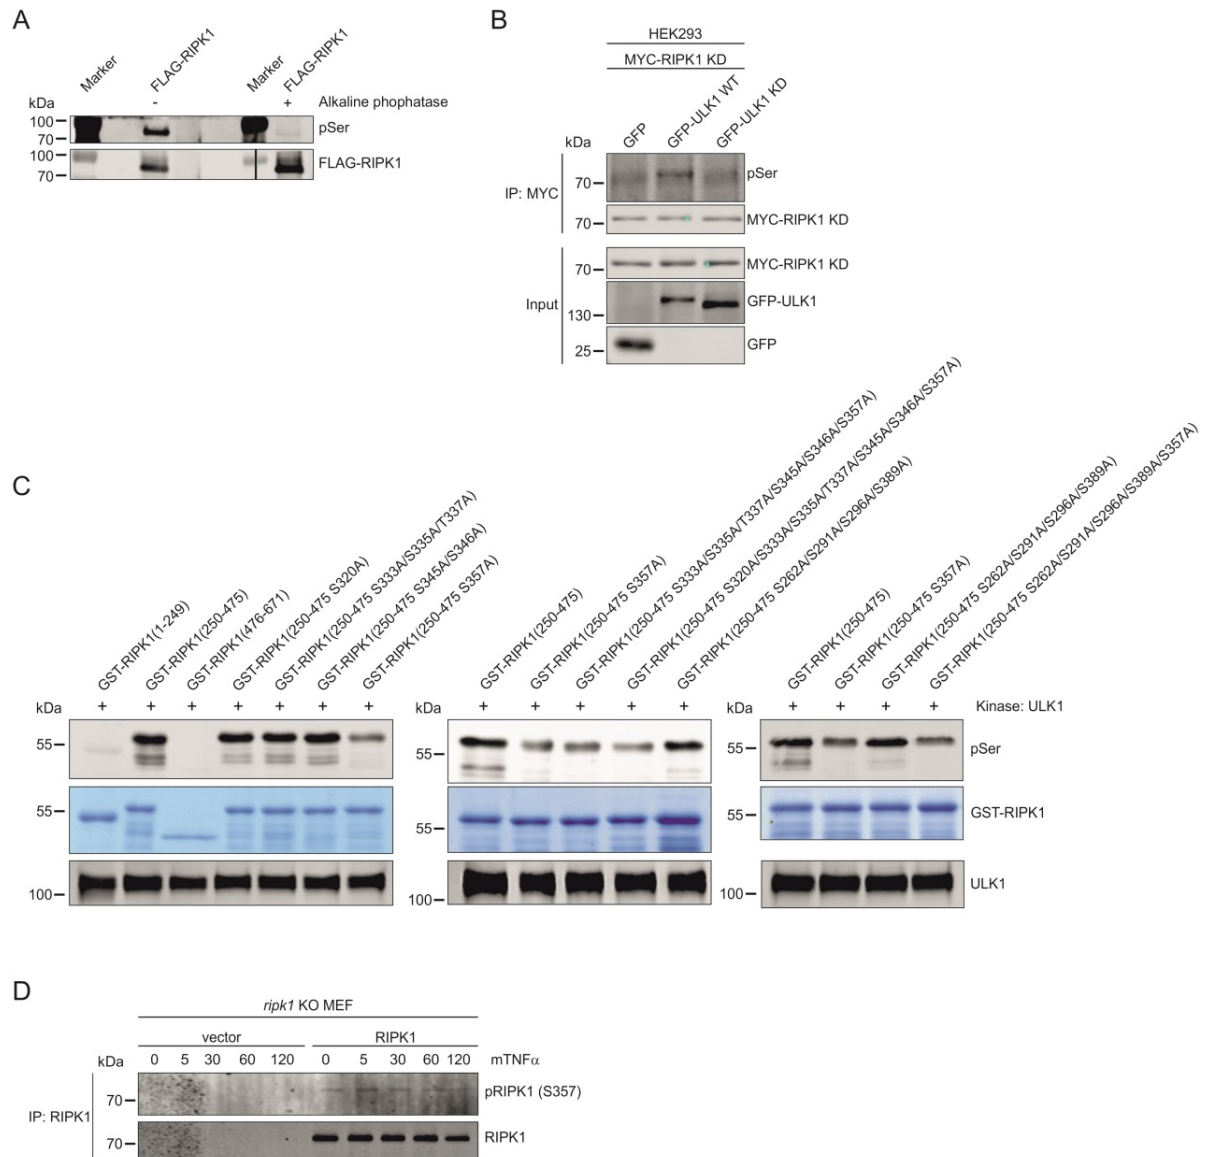 A
Marker
FLAG-RIPK1
Marker
FLAG-RIPK1
kDa
- + Alkaline phophatase
100
70
pSer
100
70
FLAG-RIPK1
B
HEK293
MYC-RIPK1 KD
GFP
GFP-ULK1 WT
GFP-ULK1 KD
kDa
IP: MYC
70
pSer
70
MYC-RIPK1 KD
Input
70
MYC-RIPK1 KD
130
GFP-ULK1
25
GFP
C
GST-RIPK1(1-249)
GST-RIPK1(250-475)
GST-RIPK1(476-671)
GST-RIPK1(250-475 S320A)
GST-RIPK1(250-475 S333A/S335A/T337A)
GST-RIPK1(250-475 S345A/S346A)
GST-RIPK1(250-475 S357A)
GST-RIPK1(250-475)
GST-RIPK1(250-475 S357A)
GST-RIPK1(250-475 S333A/S335A/T337A/S345A/S346A/S357A)
GST-RIPK1(250-475 S320A/S333A/S335A/T337A/S345A/S346A/S357A)
GST-RIPK1(250-475 S262A/S291A/S296A/S389A)
GST-RIPK1(250-475)
GST-RIPK1(250-475 S357A)
GST-RIPK1(250-475 S262A/S291A/S296A/S389A)
GST-RIPK1(250-475 S262A/S291A/S296A/S389A/S357A)
kDa + + + + + + +
kDa + + + + +
kDa + + + + Kinase: ULK1
55
55
55
pSer
55
55
55
GST-RIPK1
100
100
100
ULK1
D
ripk1 KO MEF
vector RIPK1
kDa 0 5 30 60 120 0 5 30 60 120 mTNFα
IP: RIPK1
70
pRIPK1 (S357)
70
RIPK1